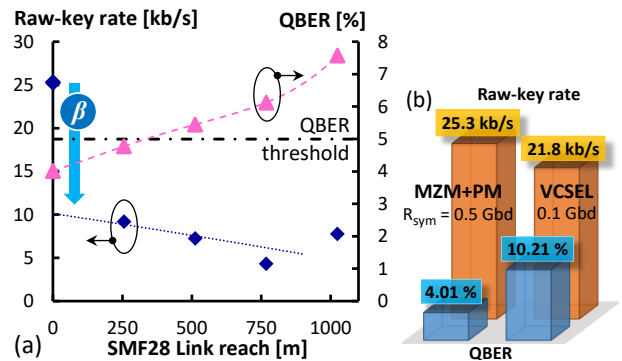 Raw-key rate [kb/s]
QBER [%]
30
25
20
15
10
5
0
8
7
6
5
4
3
2
1
0
β
QBER
threshold
0
250
500
750
1000
(a)
SMF28 Link reach [m]
(b)
Raw-key rate
25.3 kb/s
21.8 kb/s
MZM+PM
VCSEL
Rsym = 0.5 Gbd
0.1 Gbd
4.01 %
10.21 %
QBER